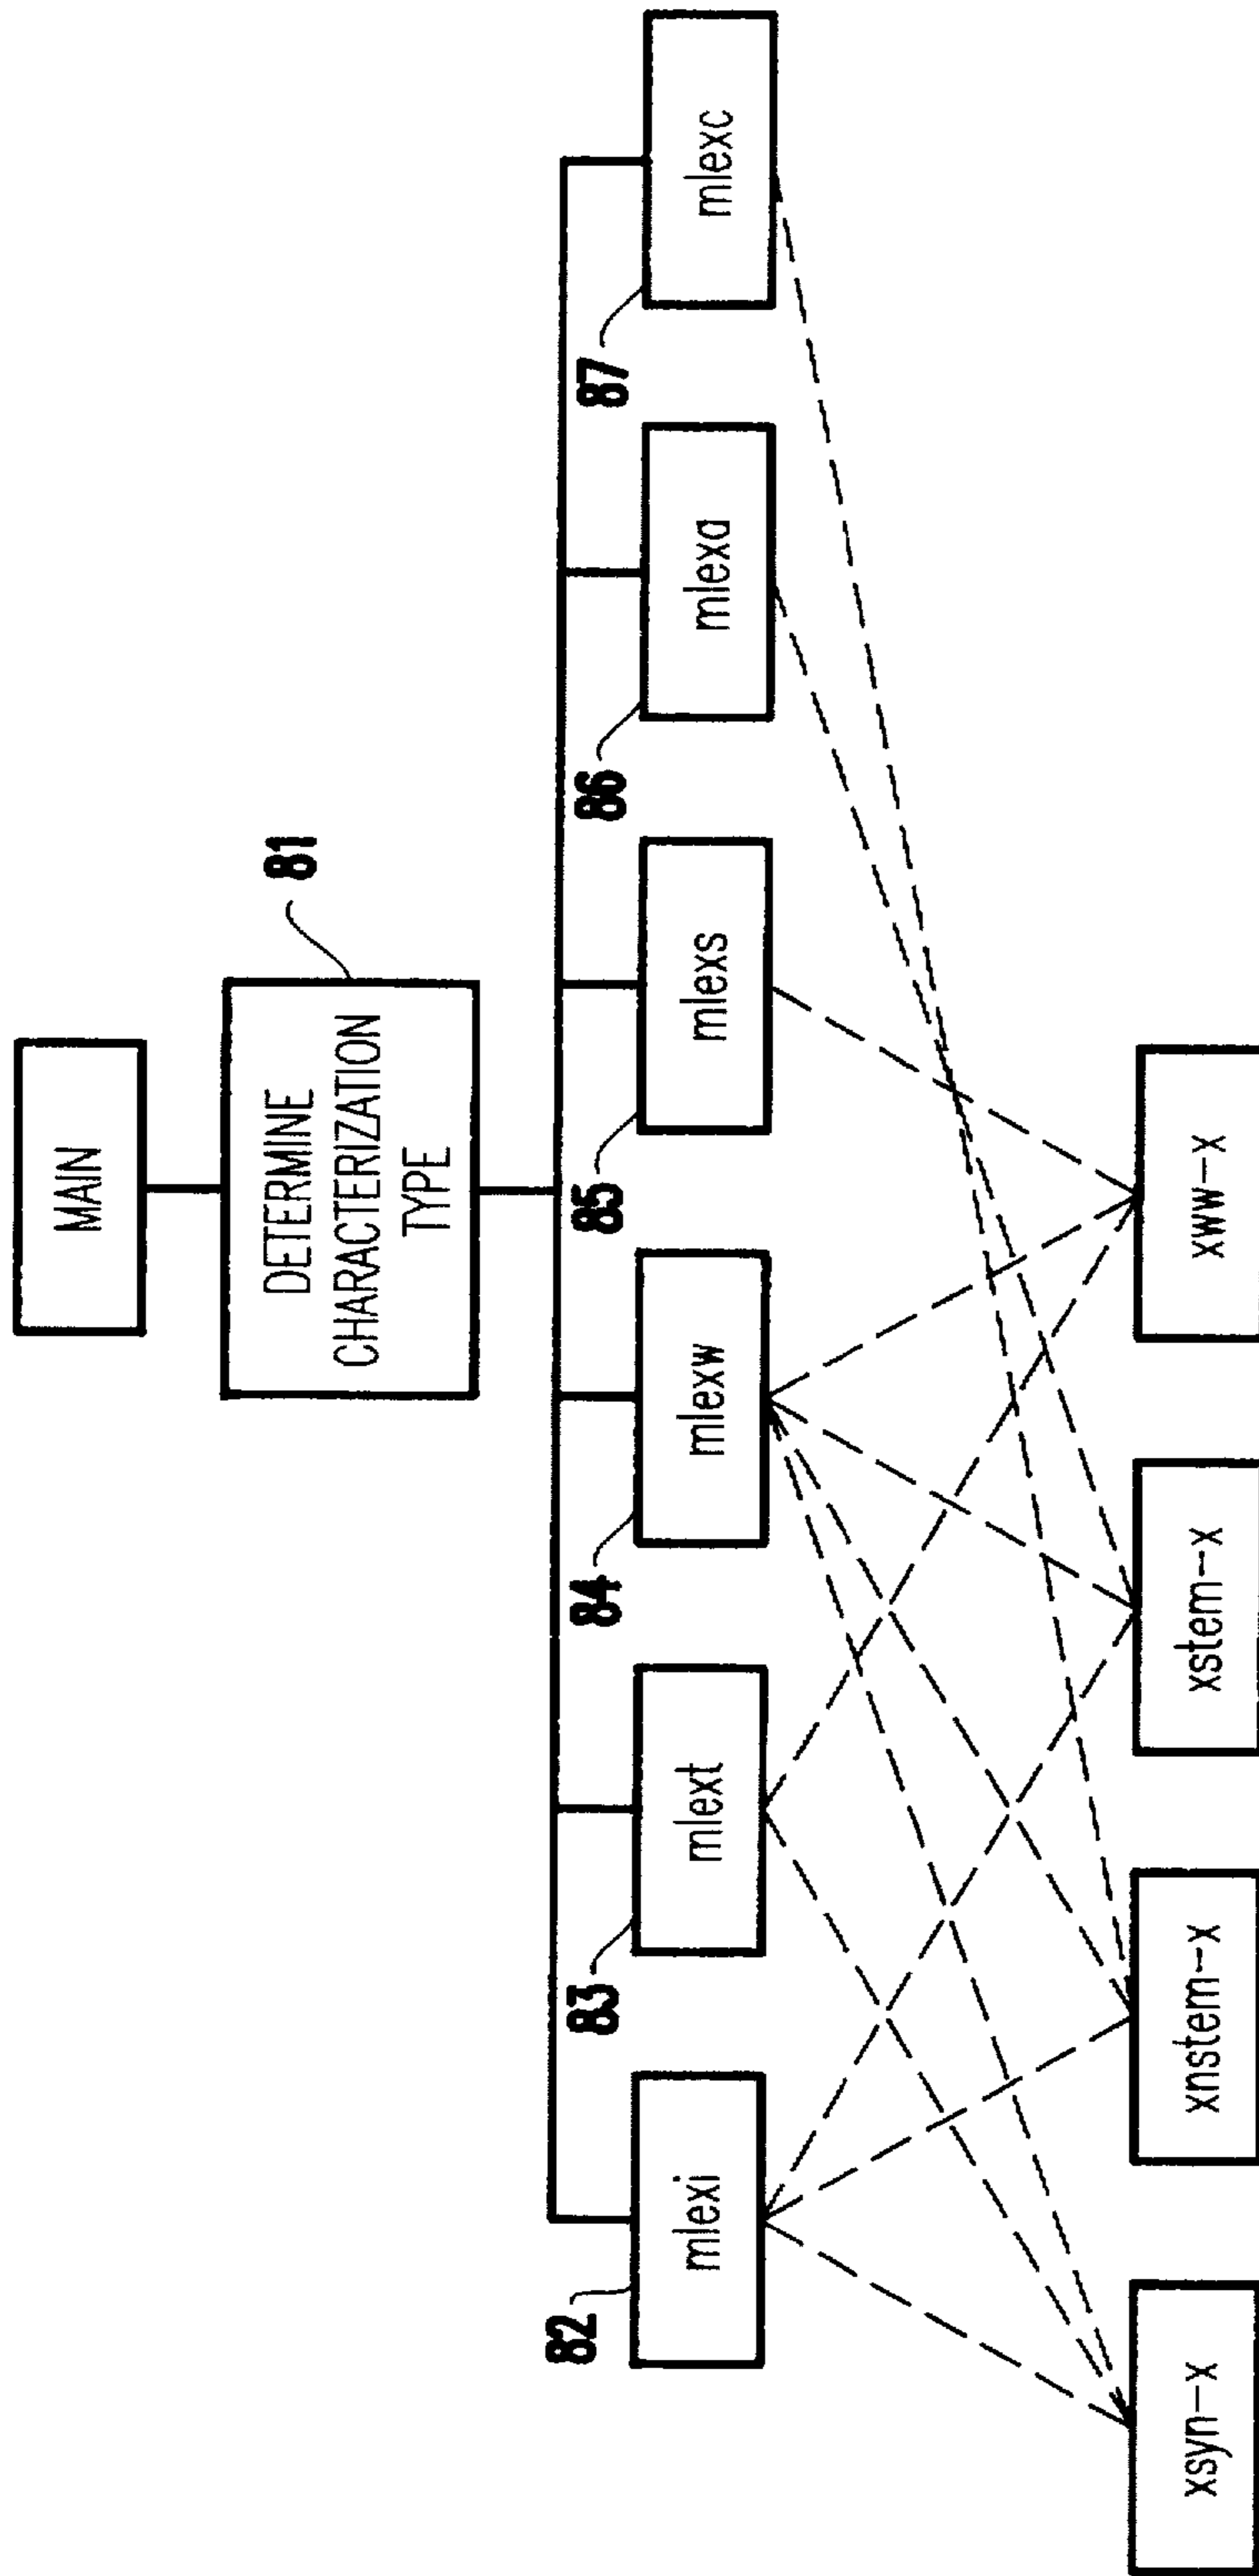 MAIN
DETERMINE
CHARACTERIZATION
TYPE
81
82
mlexi
83
mlext
84
mlexw
85
mlexs
86
mlexa
87
mlexc
xsyn-x
xnstem-x
xstem-x
xww-x